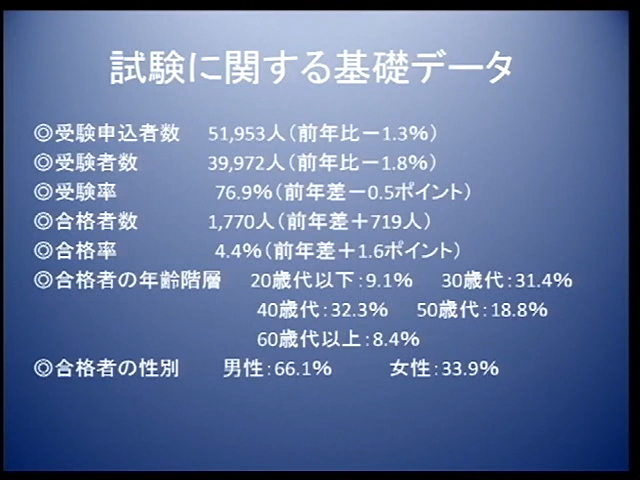 試験に関する基礎データ
◎受験申込者数 51,953人（前年比－1.3%）
◎受験者数 39,972人（前年比－1.8%）
◎受験率 76.9%（前年差－0.5ポイント）
◎合格者数 1,770人（前年差＋719人）
◎合格率 4.4%（前年差＋1.6ポイント）
◎合格者の年齢階層 20歳代以下：9.1% 30歳代：31.4%
40歳代：32.3% 50歳代：18.8%
60歳代以上：8.4%
◎合格者の性別 男性：66.1% 女性：33.9%